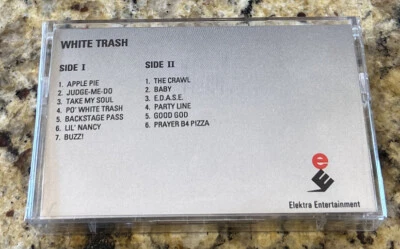 WHITE TRASH
SIDE I
1. APPLE PIE
2. JUDGE-ME-DO
3. TAKE MY SOUL
4. PO' WHITE TRASH
5. BACKSTAGE PASS
6. LIL' NANCY
7. BUZZ!
SIDE II
1. THE CRAWL
2. BABY
3. E.D.A.S.E.
4. PARTY LINE
5. GOOD GOD
6. PRAYER B4 PIZZA
e
Elektra Entertainment